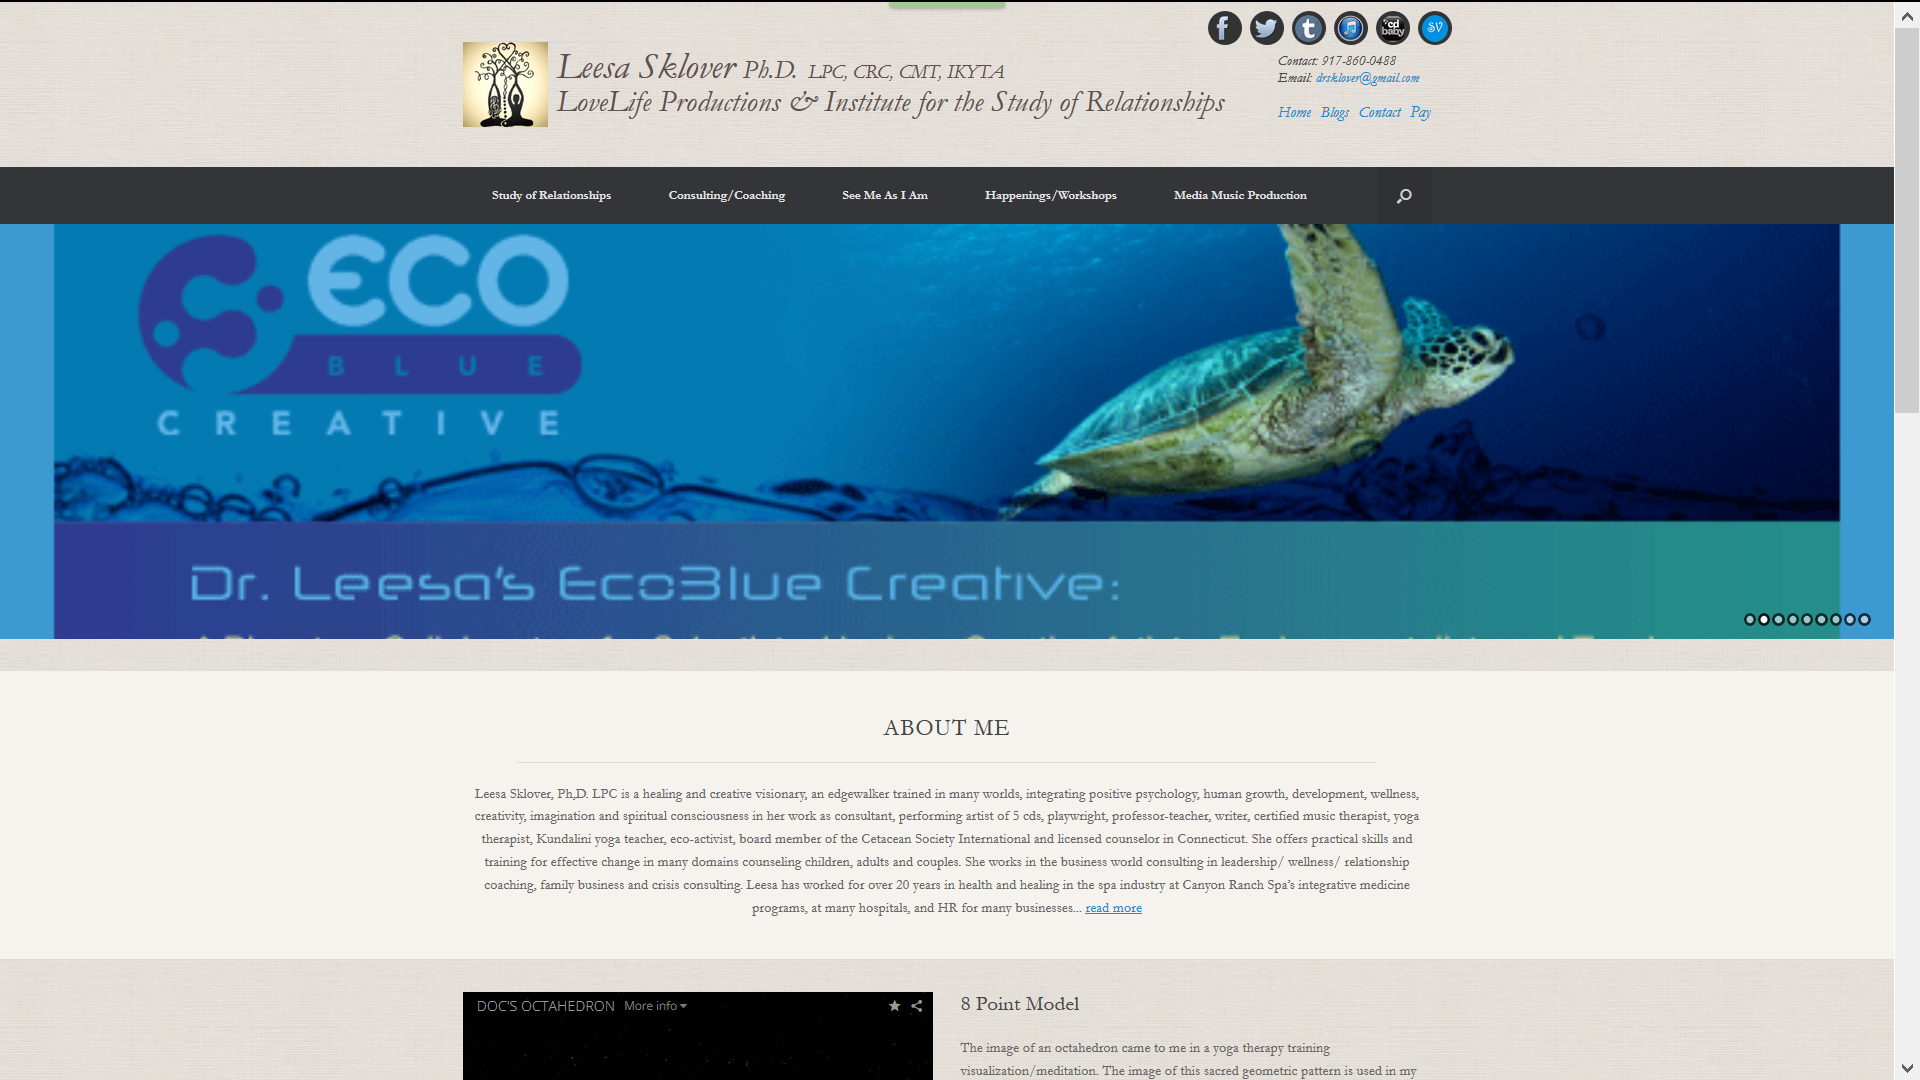 Leesa Sklover Ph.D. LPC, CRC, CMT, IKYTA
LoveLife Productions & Institute for the Study of Relationships
cd baby
SV
Contact: 917-860-0488
Email: drsklover@gmail.com
Home Blogs Contact Pay
Study of Relationships Consulting/Coaching See Me As I Am Happenings/Workshops Media Music Production
ECO
BLUE
CREATIVE
Dr. Leesa's EcoBlue Creative:
ABOUT ME
Leesa Sklover, Ph,D. LPC is a healing and creative visionary, an edgewalker trained in many worlds, integrating positive psychology, human growth, development, wellness,
creativity, imagination and spiritual consciousness in her work as consultant, performing artist of 5 cds, playwright, professor-teacher, writer, certified music therapist, yoga
therapist, Kundalini yoga teacher, eco-activist, board member of the Cetacean Society International and licensed counselor in Connecticut. She offers practical skills and
training for effective change in many domains counseling children, adults and couples. She works in the business world consulting in leadership/ wellness/ relationship
coaching, family business and crisis consulting. Leesa has worked for over 20 years in health and healing in the spa industry at Canyon Ranch Spa's integrative medicine
programs, at many hospitals, and HR for many businesses... read more
DOC'S OCTAHEDRON More info
8 Point Model
The image of an octahedron came to me in a yoga therapy training
visualization/meditation. The image of this sacred geometric pattern is used in my